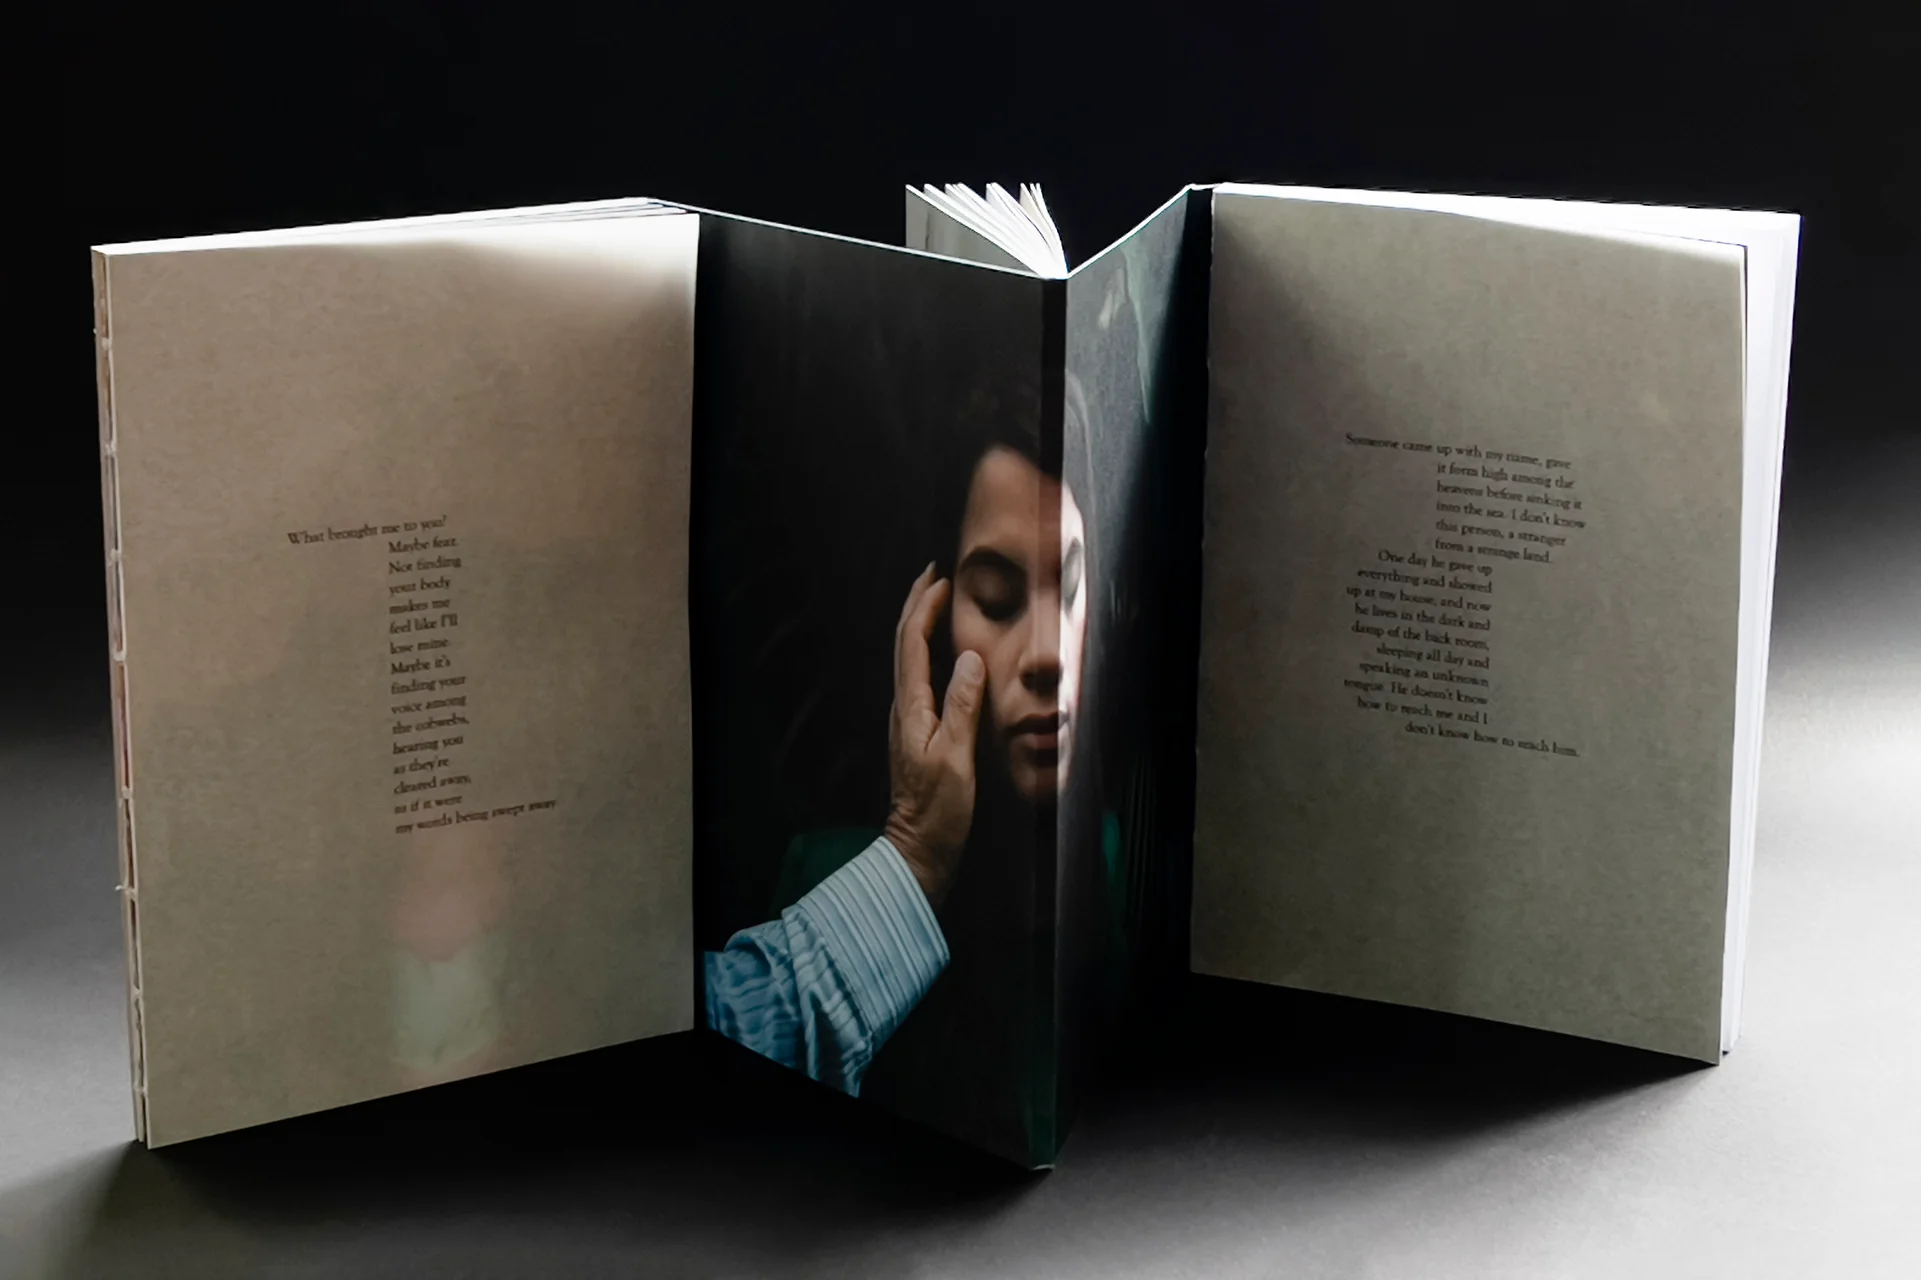 What brought me to you?
Maybe fear.
Not finding
your body
makes me
feel like I'll
lose mine.
Maybe it's
finding your
voice among
the cobwebs,
hearing you
as they're
cleared away,
as if it were
my words being swept away
Someone came up with my name, gave
it form high among the
heavens before sinking it
into the sea. I don't know
this person, a stranger
from a strange land.
One day he gave up
everything and showed
up at my house, and now
he lives in the dark and
damp of the back room,
sleeping all day and
speaking an unknown
tongue. He doesn't know
how to reach me and I
don't know how to reach him.